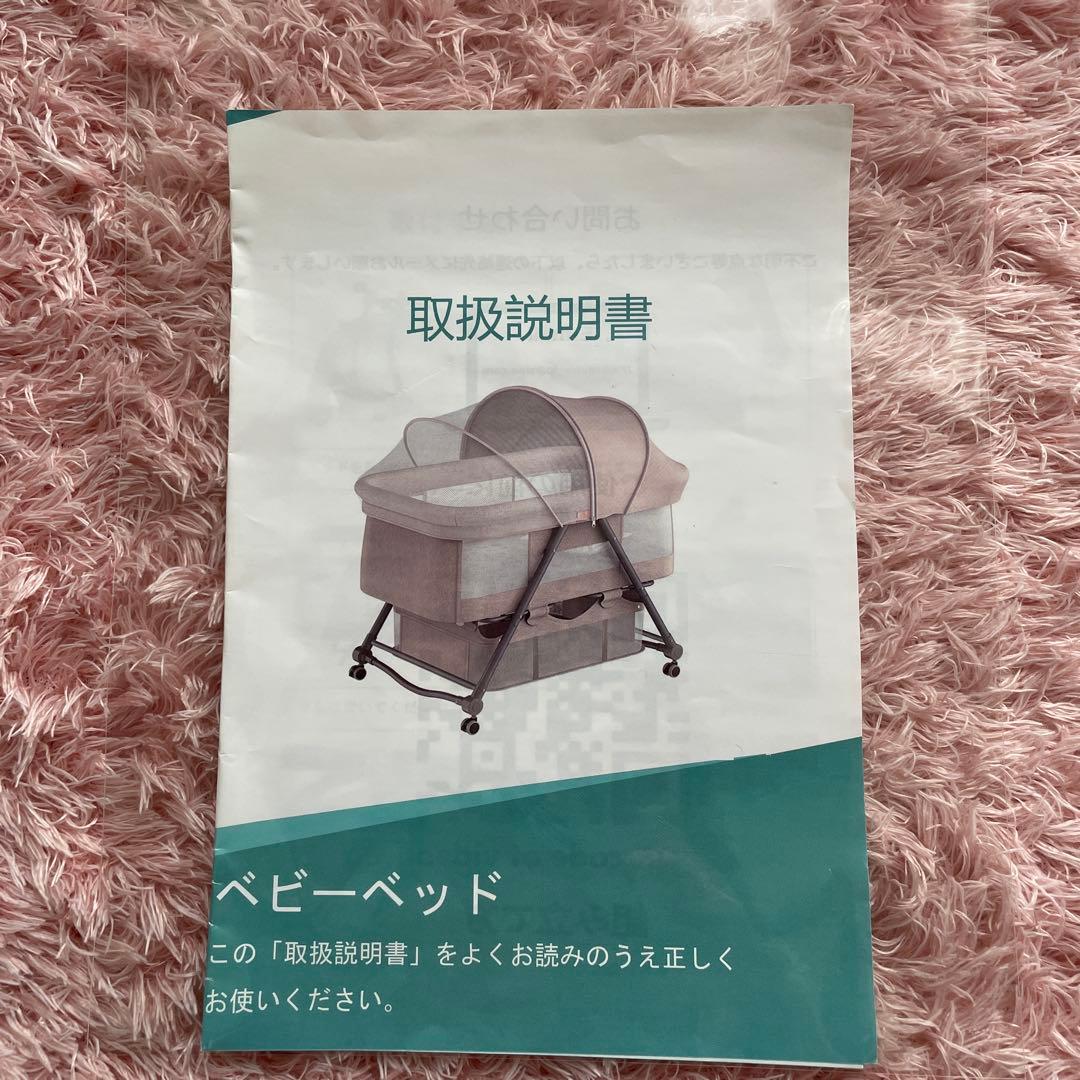 取扱説明書
ベビーベッド
この「取扱説明書」をよくお読みのうえ正しく
お使いください。